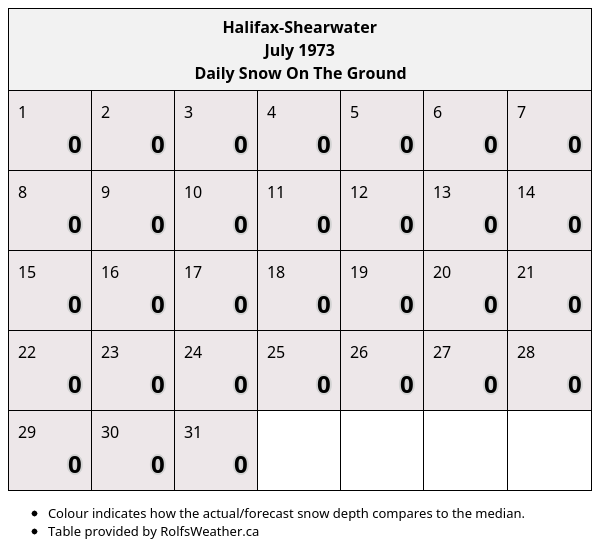 Halifax-Shearwater
July 1973
Daily Snow On The Ground
1 2 3 4 5 6 7
0 0 0 0 0 0 0
8 9 10 11 12 13 14
0 0 0 0 0 0 0
15 16 17 18 19 20 21
0 0 0 0 0 0 0
22 23 24 25 26 27 28
0 0 0 0 0 0 0
29 30 31
0 0 0
• Colour indicates how the actual/forecast snow depth compares to the median.
• Table provided by RolfsWeather.ca